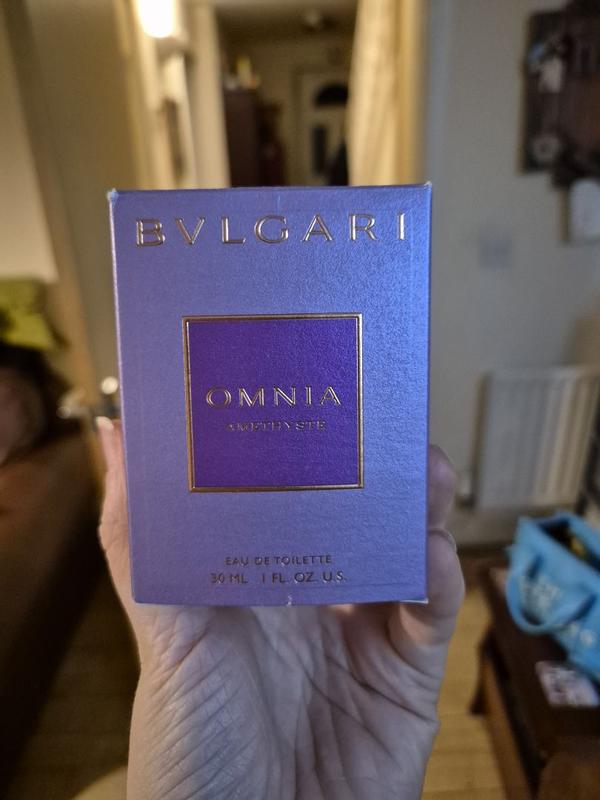 BVLGARI
OMNIA
AMETHYSTE
EAU DE TOILETTE
30 ML 1 FL. OZ. U.S.